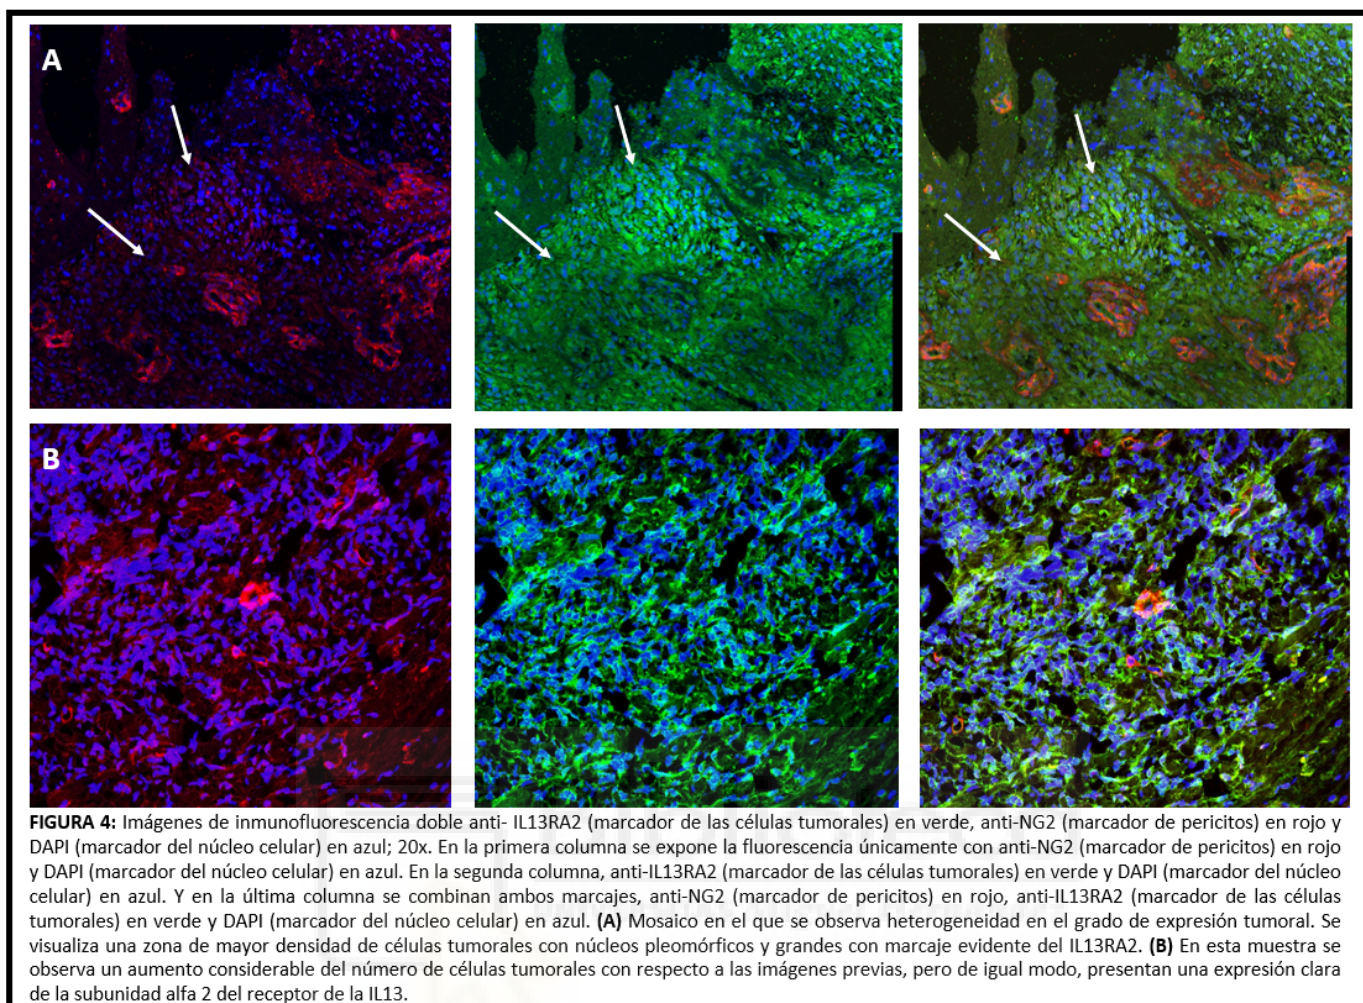 A
B
FIGURA 4: Imágenes de inmunofluorescencia doble anti- IL13RA2 (marcador de las células tumorales) en verde, anti-NG2 (marcador de pericitos) en rojo y
DAPI (marcador del núcleo celular) en azul; 20x. En la primera columna se expone la fluorescencia únicamente con anti-NG2 (marcador de pericitos) en rojo
y DAPI (marcador del núcleo celular) en azul. En la segunda columna, anti-IL13RA2 (marcador de las células tumorales) en verde y DAPI (marcador del núcleo
celular) en azul. Y en la última columna se combinan ambos marcajes, anti-NG2 (marcador de pericitos) en rojo, anti-IL13RA2 (marcador de las células
tumorales) en verde y DAPI (marcador del núcleo celular) en azul. (A) Mosaico en el que se observa heterogeneidad en el grado de expresión tumoral. Se
visualiza una zona de mayor densidad de células tumorales con núcleos pleomórficos y grandes con marcaje evidente del IL13RA2. (B) En esta muestra se
observa un aumento considerable del número de células tumorales con respecto a las imágenes previas, pero de igual modo, presentan una expresión clara
de la subunidad alfa 2 del receptor de la IL13.